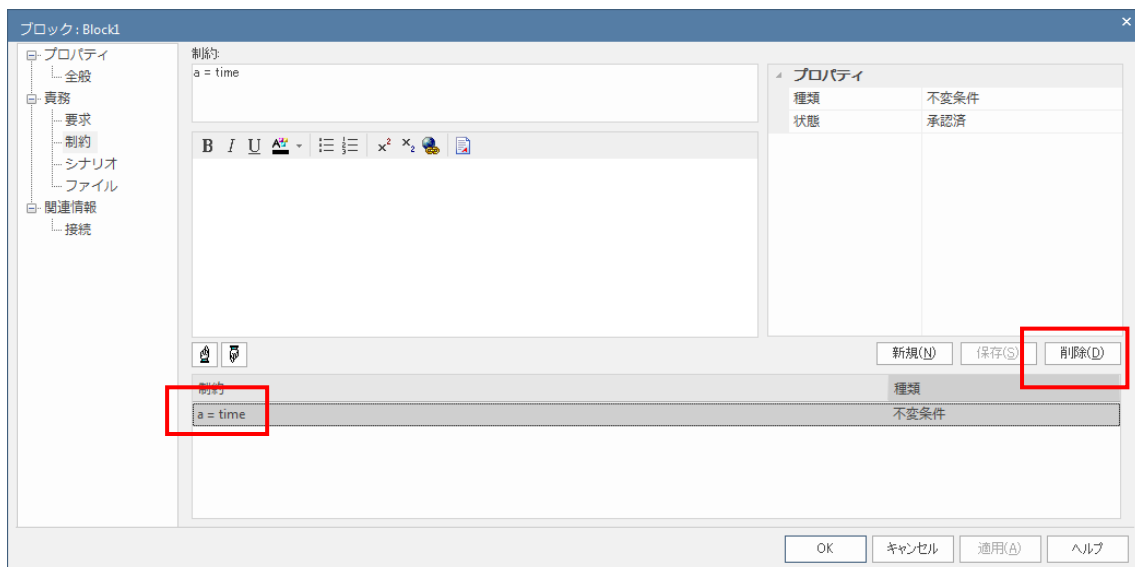 ブロック : Block1
プロパティ
全般
責務
要求
制約
シナリオ
ファイル
関連情報
接続
制約:
a = time
プロパティ
種類 不変条件
状態 承認済
B I U A x² ×₂
新規(N) 保存(S) 削除(D)
制約 種類
a = time 不変条件
OK キャンセル 適用(A) ヘルプ